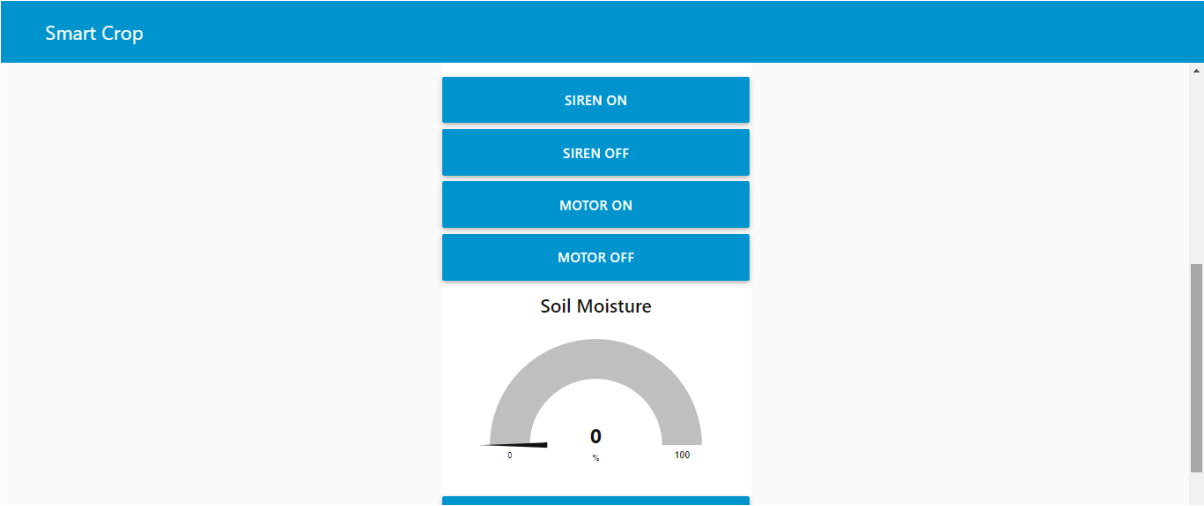 Smart Crop
SIREN ON
SIREN OFF
MOTOR ON
MOTOR OFF
Soil Moisture
0
0 % 100